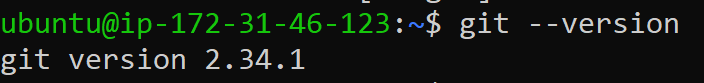 ubuntu@ip-172-31-46-123:~$ git --version
git version 2.34.1